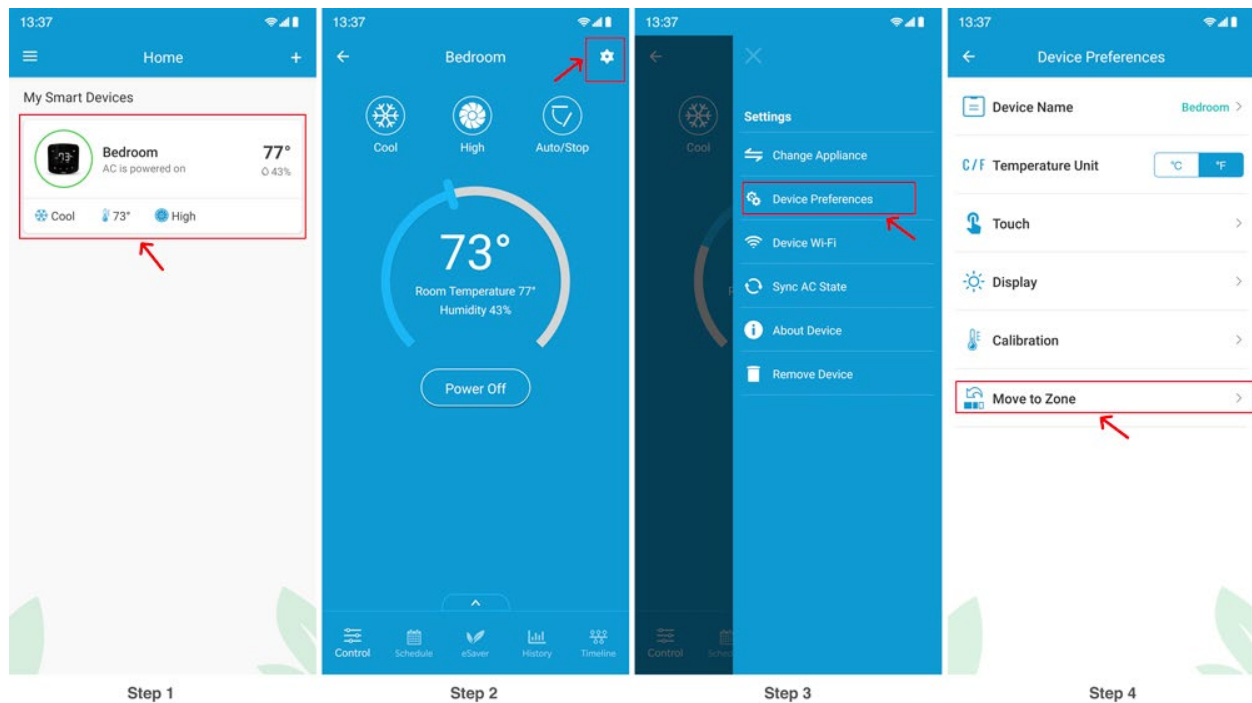 13:37
Home
+
My Smart Devices
73°
Bedroom
AC is powered on
77°
43%
Cool
73°
High
Step 1
13:37
Bedroom
Cool
High
Auto/Stop
73°
Room Temperature 77°
Humidity 43%
Power Off
Control
Schedule
eSaver
History
Timeline
Step 2
13:37
Cool
Settings
Change Appliance
Device Preferences
Device Wi-Fi
Sync AC State
About Device
Remove Device
Control
Sched
Step 3
13:37
Device Preferences
Device Name
Bedroom
C/F Temperature Unit
°C
°F
Touch
Display
Calibration
Move to Zone
Step 4